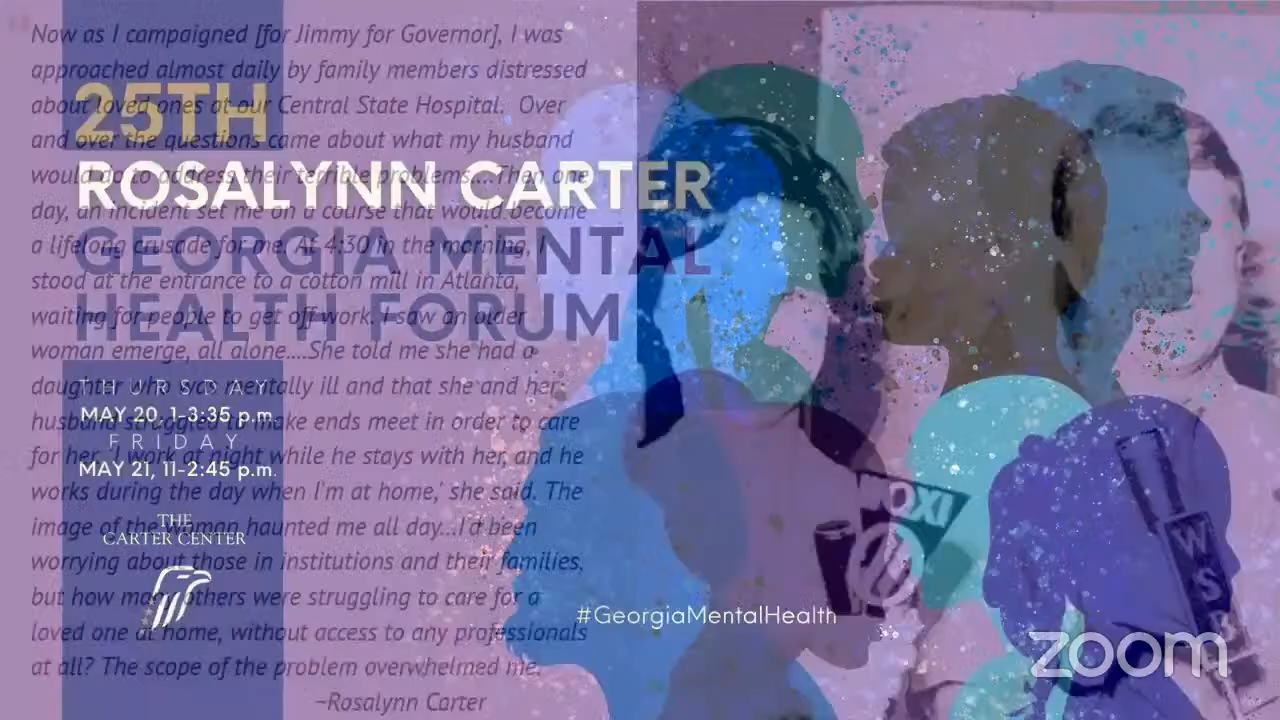 Now as I campaigned [for Jimmy for Governor], I was
approached almost daily by family members distressed
about loved ones at our Central State Hospital. Over
and over the questions came about what my husband
would do to address their terrible problems....Then one
day, an incident set me on a course that would become
a lifelong crusade for me. At 4:30 in the morning, I
stood at the entrance to a cotton mill in Atlanta,
waiting for people to get off work. I saw an older
woman emerge, all alone....She told me she had a
daughter who was mentally ill and that she and her
husband struggled to make ends meet in order to care
for her. 'I work at night while he stays with her, and he
works during the day when I'm at home,' she said. The
image of the woman haunted me all day...I'd been
worrying about those in institutions and their families,
but how many others were struggling to care for a
loved one at home, without access to any professionals
at all? The scope of the problem overwhelmed me.
~Rosalynn Carter
25TH
ROSALYNN CARTER
GEORGIA MENTAL
HEALTH FORUM
THURSDAY
MAY 20, 1-3:35 p.m.
FRIDAY
MAY 21, 11-2:45 p.m.
THE
CARTER CENTER
#GeorgiaMentalHealth
zoom